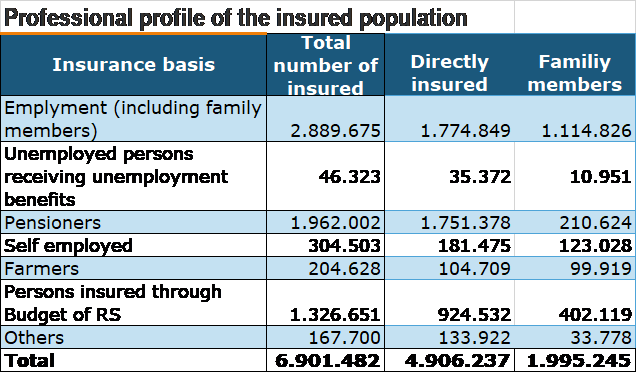 Professional profile of the insured population
Insurance basis Total number of insured Directly insured Familiy members
Emplyment (including family
members) 2.889.675 1.774.849 1.114.826
Unemployed persons
receiving unemployment 46.323 35.372 10.951
benefits
Pensioners 1.962.002 1.751.378 210.624
Self employed 304.503 181.475 123.028
Farmers 204.628 104.709 99.919
Persons insured through
Budget of RS 1.326.651 924.532 402.119
Others 167.700 133.922 33.778
Total 6.901.482 4.906.237 1.995.245